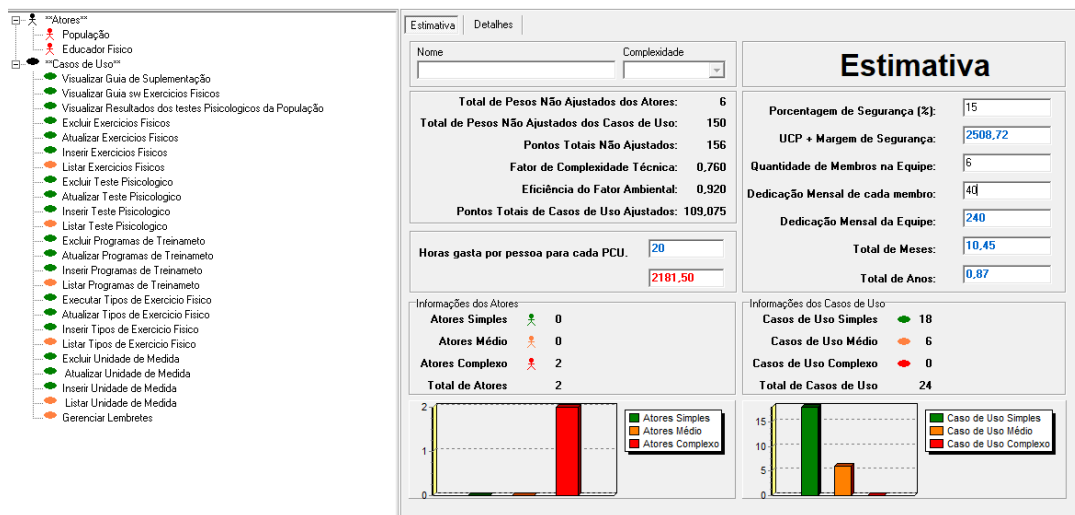 **Atores**
População
Educador Fisico
**Casos de Uso**
Visualizar Guia de Suplementação
Visualizar Guia sw Exercicios Fisicos
Visualizar Resultados dos testes Pisicologicos da População
Excluir Exercicios Fisicos
Atualizar Exercicios Fisicos
Inserir Exercicios Físicos
Listar Exercicios Físicos
Excluir Teste Pisicologico
Atualizar Teste Pisicologico
Inserir Teste Pisicologico
Listar Teste Pisicologico
Excluir Programas de Treinameto
Atualizar Programas de Treinameto
Inserir Programas de Treinameto
Listar Programas de Treinameto
Executar Tipos de Exercicio Fisico
Atualizar Tipos de Exercicio Fisico
Inserir Tipos de Exercicio Fisico
Listar Tipos de Exercicio Fisico
Excluir Unidade de Medida
Atualizar Unidade de Medida
Inserir Unidade de Medida
Listar Unidade de Medida
Gerenciar Lembretes
Estimativa Detalhes
Nome Complexidade
Total de Pesos Não Ajustados dos Atores: 6
Total de Pesos Não Ajustados dos Casos de Uso: 150
Pontos Totais Não Ajustados: 156
Fator de Complexidade Técnica: 0,760
Eficiência do Fator Ambiental: 0,920
Pontos Totais de Casos de Uso Ajustados: 109,075
Horas gasta por pessoa para cada PCU. 20
2181,50
Informações dos Atores
Atores Simples 0
Atores Médio 0
Atores Complexo 2
Total de Atores 2
2
1
0
Atores Simples
Atores Médio
Atores Complexo
Estimativa
Porcentagem de Segurança (%): 15
UCP + Margem de Segurança: 2508,72
Quantidade de Membros na Equipe: 6
Dedicação Mensal de cada membro: 40
Dedicação Mensal da Equipe: 240
Total de Meses: 10,45
Total de Anos: 0,87
Informações dos Casos de Uso
Casos de Uso Simples 18
Casos de Uso Médio 6
Casos de Uso Complexo 0
Total de Casos de Uso 24
15
10
5
0
Caso de Uso Simples
Caso de Uso Médio
Caso de Uso Complexo